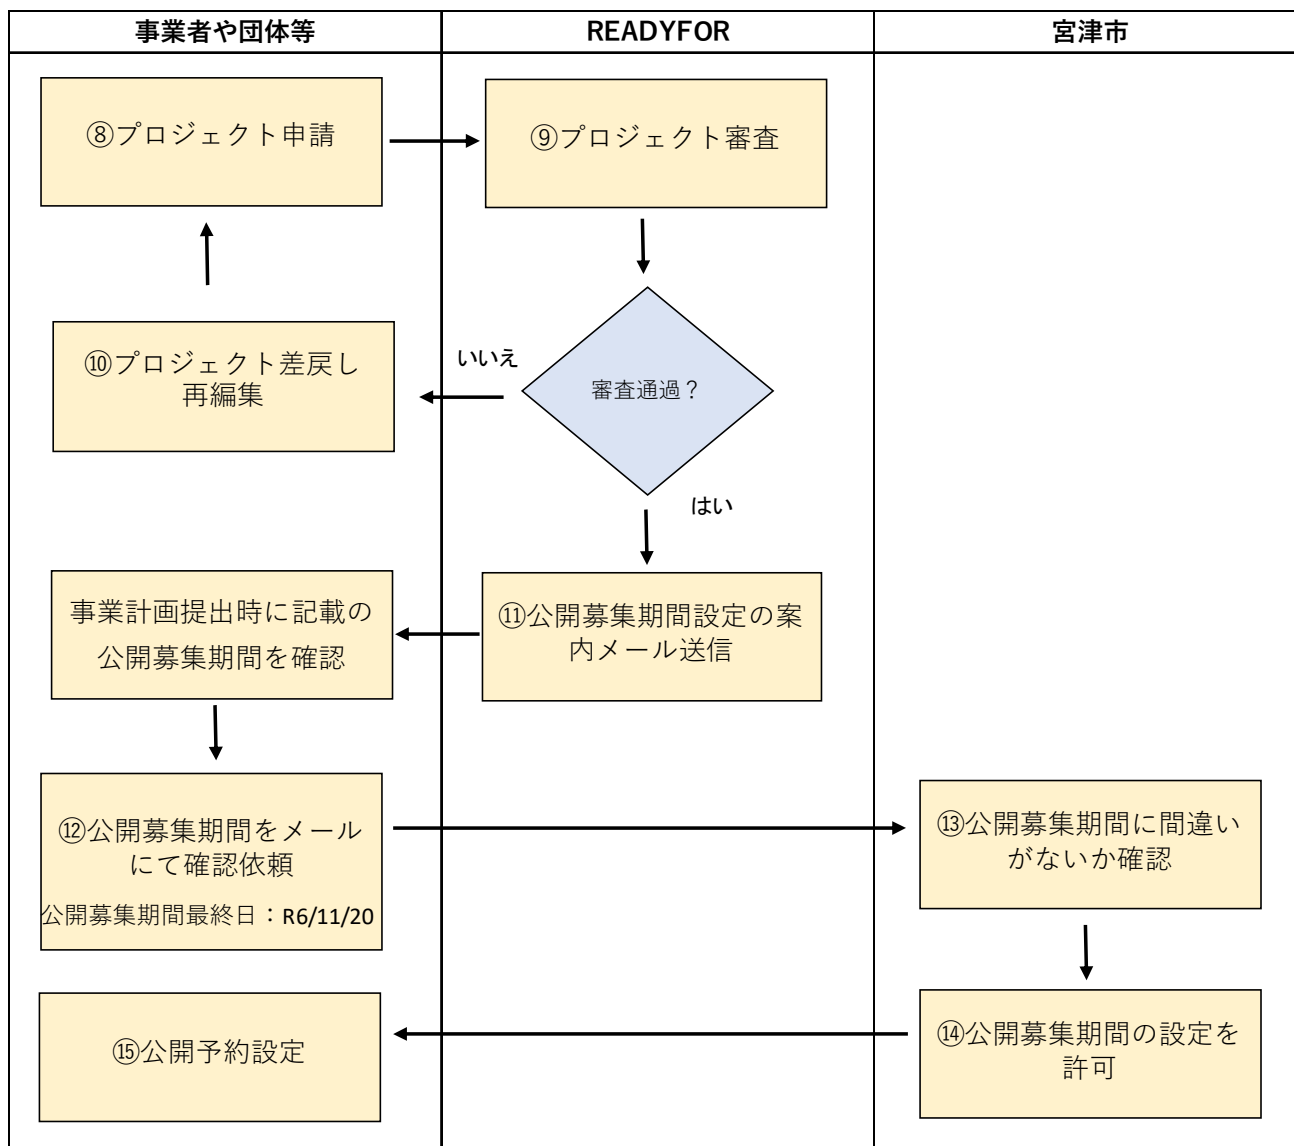 事業者や団体等
READYFOR
宮津市
⑧プロジェクト申請
⑨プロジェクト審査
⑩プロジェクト差戻し
再編集
いいえ
審査通過？
はい
事業計画提出時に記載の
公開募集期間を確認
⑪公開募集期間設定の案
内メール送信
⑫公開募集期間をメール
にて確認依頼
公開募集期間最終日：R6/11/20
⑬公開募集期間に間違い
がないか確認
⑮公開予約設定
⑭公開募集期間の設定を
許可